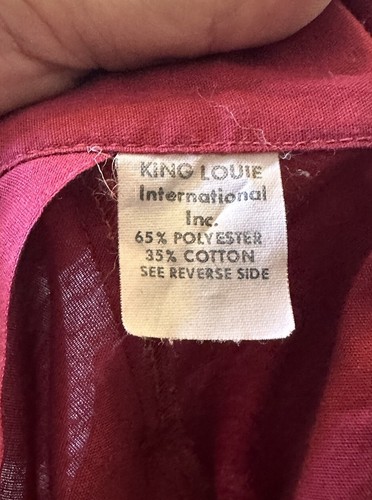 KING LOUIE
International
Inc.
65% POLYESTER
35% COTTON
SEE REVERSE SIDE